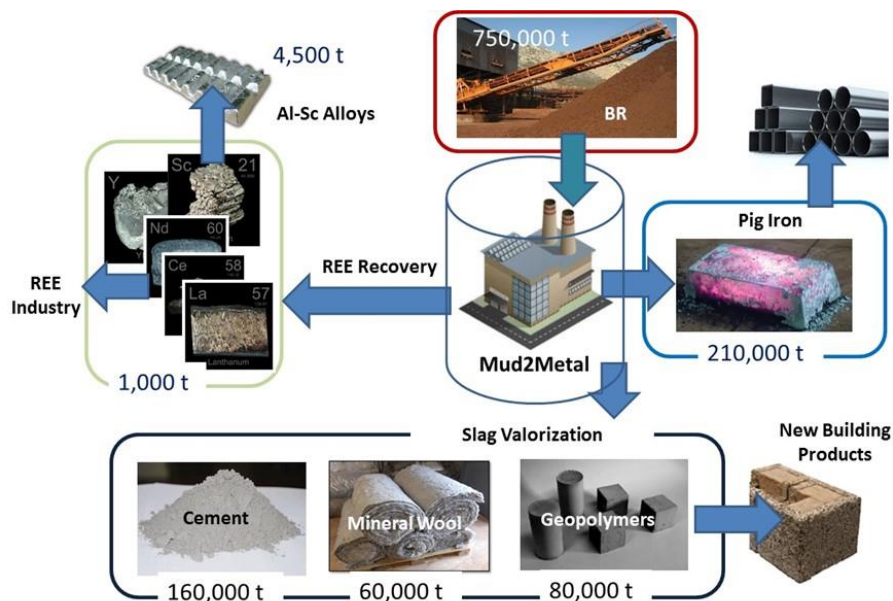 4,500 t
Al-Sc Alloys
750,000 t
BR
Y
Sc 21
Nd 60
Ce 58
La 57
Lanthanum
REE
Industry
REE Recovery
1,000 t
Mud2Metal
Pig Iron
210,000 t
Slag Valorization
New Building
Products
Cement
Mineral Wool
Geopolymers
160,000 t
60,000 t
80,000 t